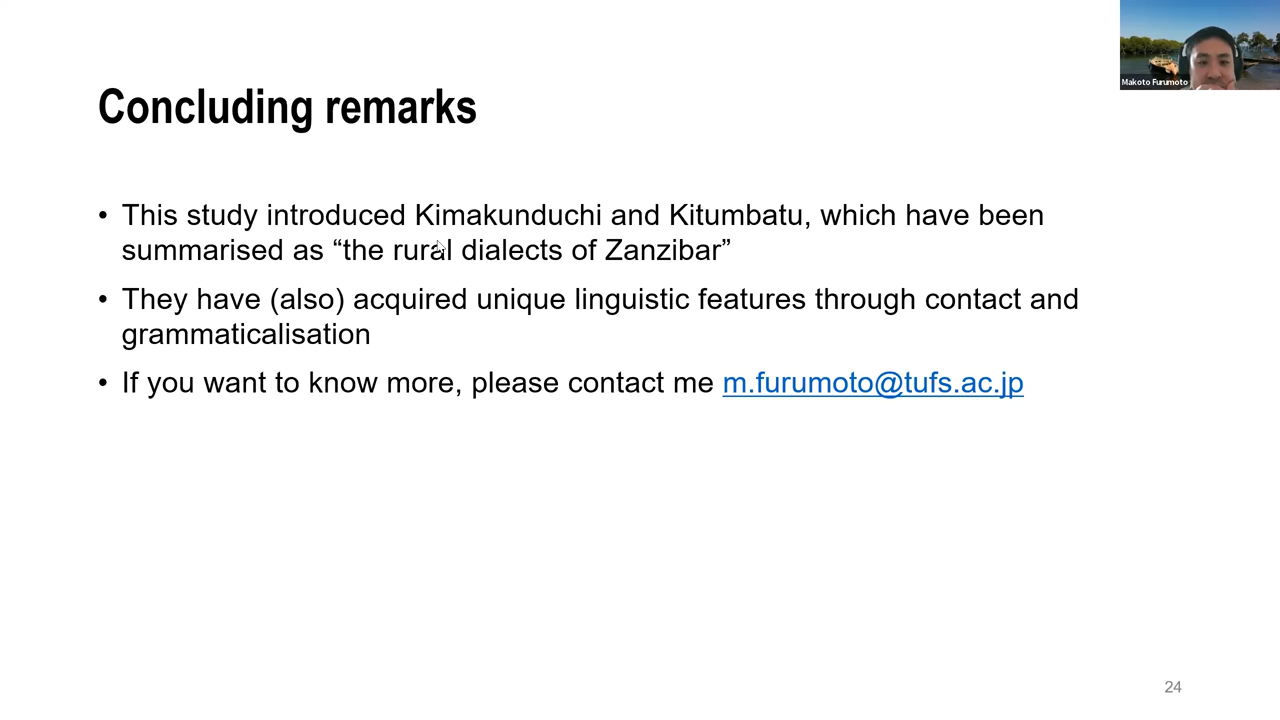 Makoto Furumoto
Concluding remarks
• This study introduced Kimakunduchi and Kitumbatu, which have been
summarised as “the rural dialects of Zanzibar”
• They have (also) acquired unique linguistic features through contact and
grammaticalisation
• If you want to know more, please contact me m.furumoto@tufs.ac.jp
24